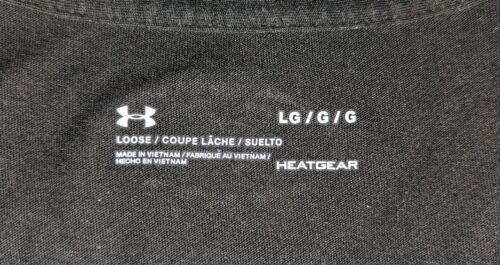 LG / G / G
LOOSE / COUPE LÂCHE / SUELTO
MADE IN VIETNAM / FABRIQUÉ AU VIETNAM /
HECHO EN VIETNAM
HEATGEAR